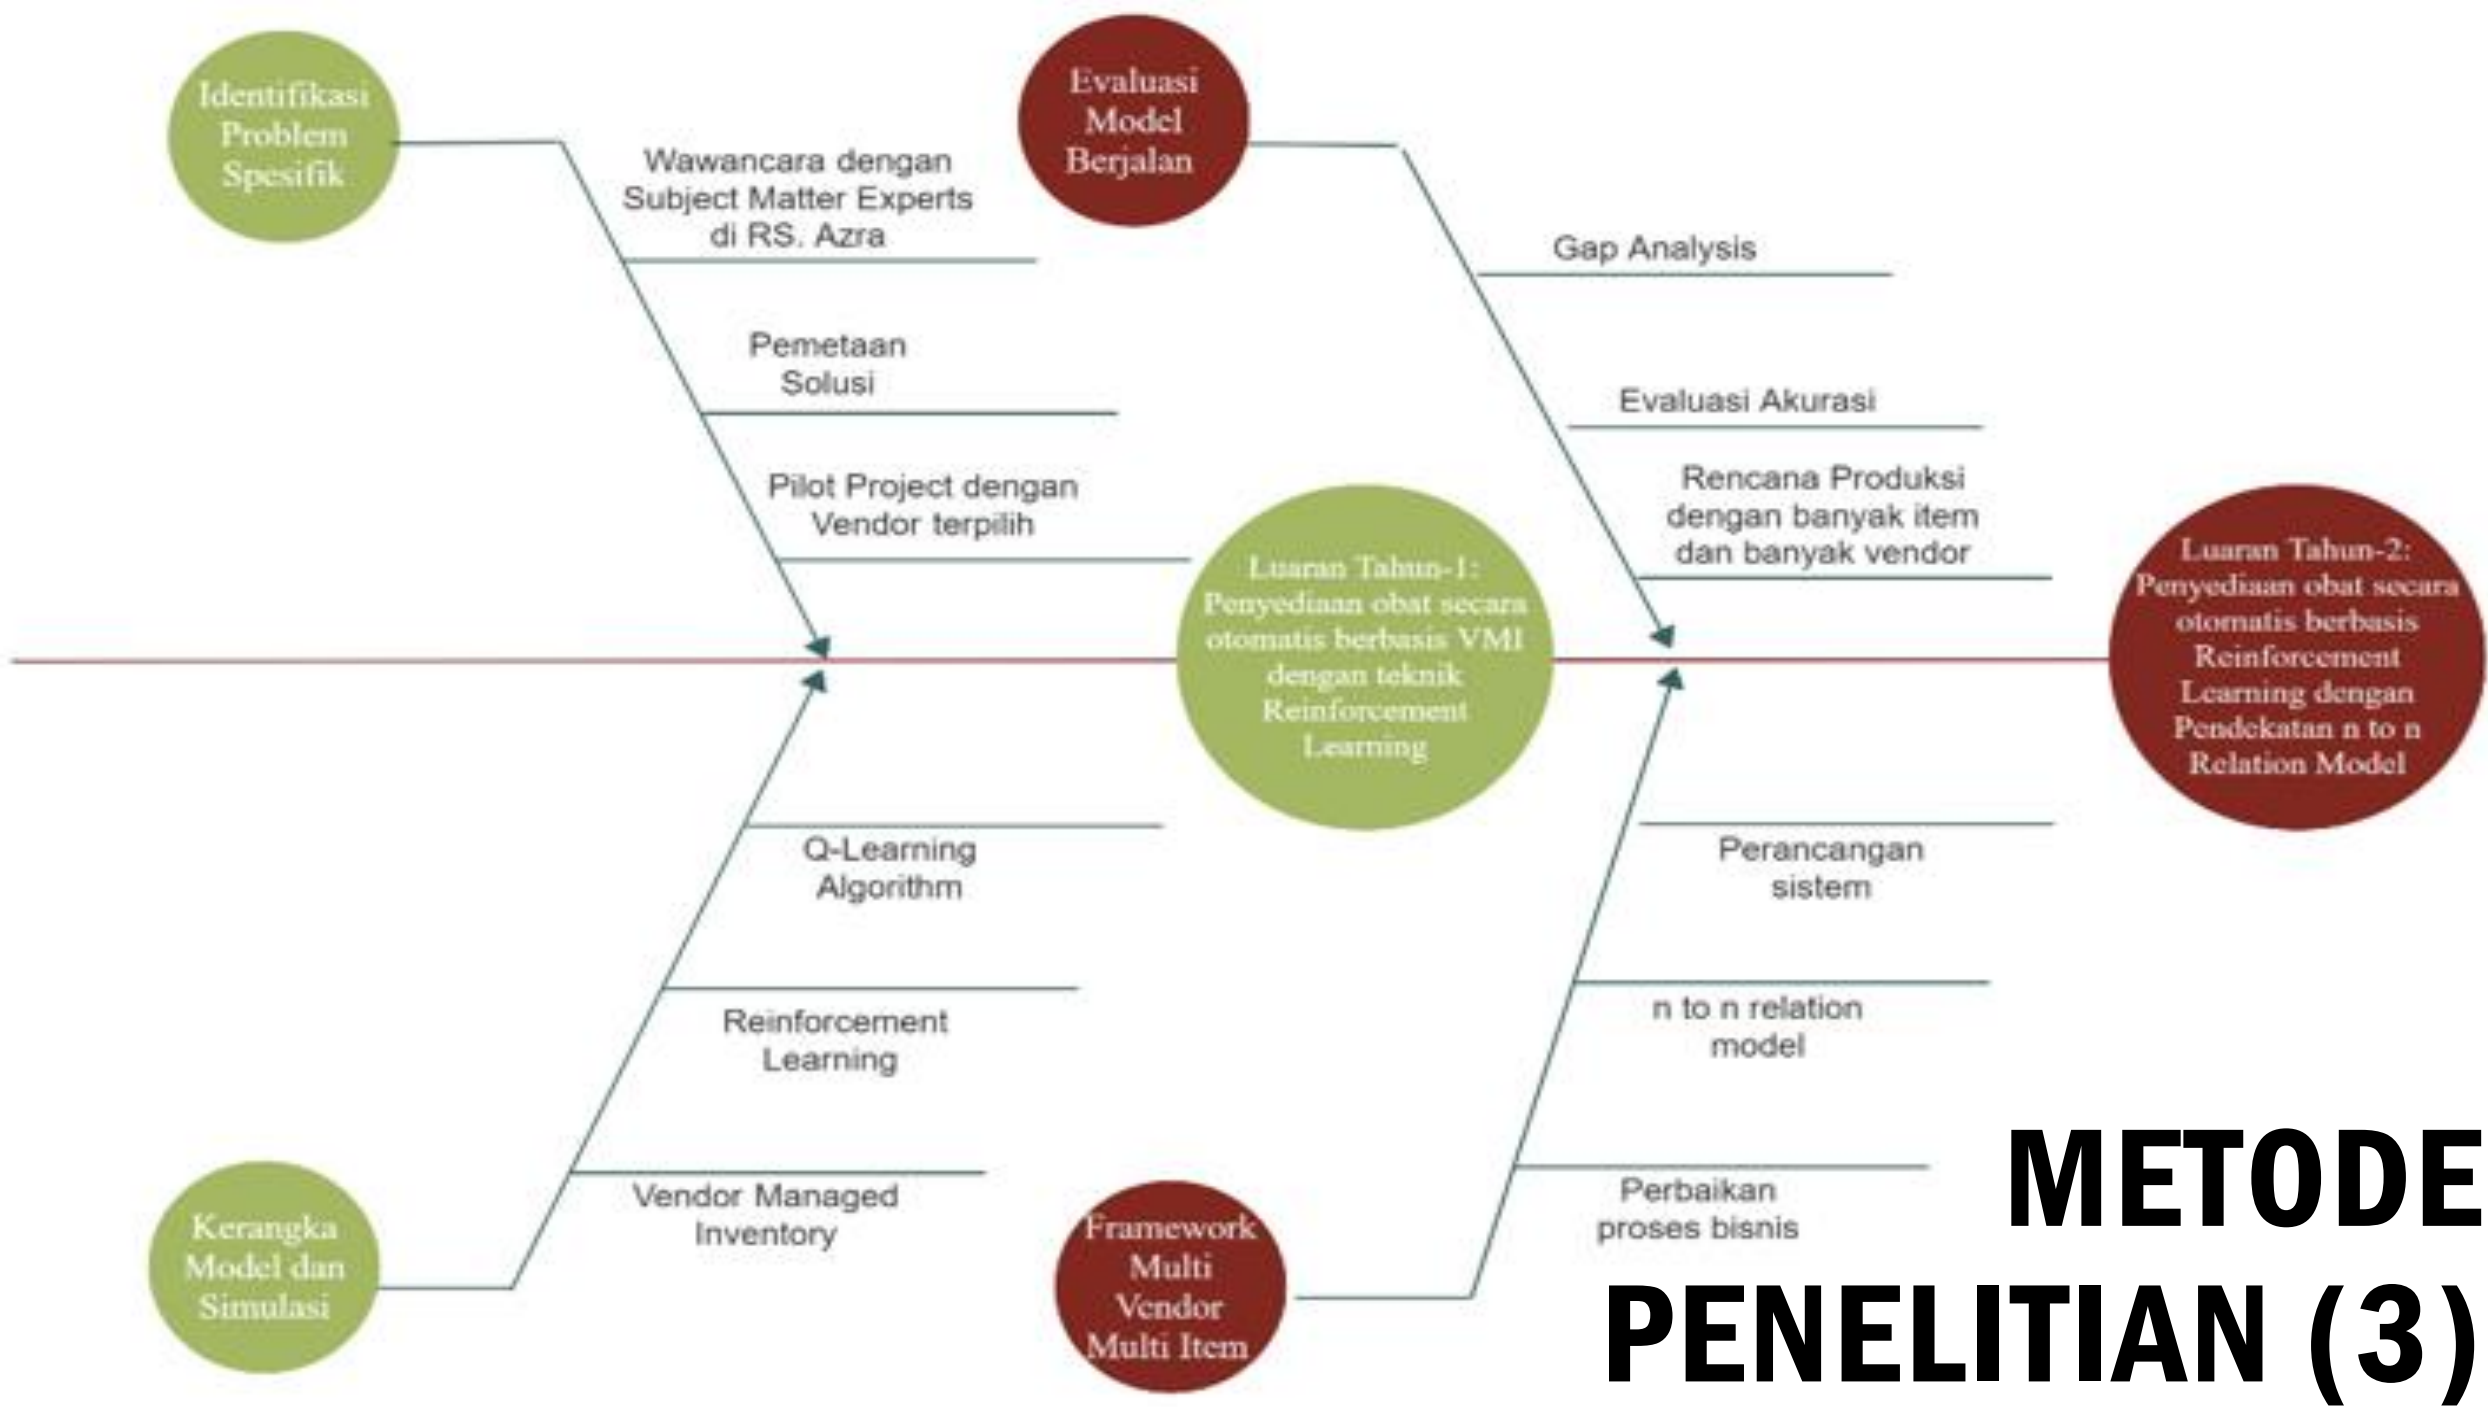 Identifikasi
Problem
Spesifik
Wawancara dengan
Subject Matter Experts
di RS. Azra
Pemetaan
Solusi
Pilot Project dengan
Vendor terpilih
Kerangka
Model dan
Simulasi
Q-Learning
Algorithm
Reinforcement
Learning
Vendor Managed
Inventory
Luaran Tahun-1:
Penyediaan obat secara
otomatis berbasis VMI
dengan teknik
Reinforcement
Learning
Evaluasi
Model
Berjalan
Gap Analysis
Evaluasi Akurasi
Rencana Produksi
dengan banyak item
dan banyak vendor
Framework
Multi
Vendor
Multi Item
Perancangan
sistem
n to n relation
model
Perbaikan
proses bisnis
Luaran Tahun-2:
Penyediaan obat secara
otomatis berbasis
Reinforcement
Learning dengan
Pendekatan n to n
Relation Model
METODE
PENELITIAN (3)